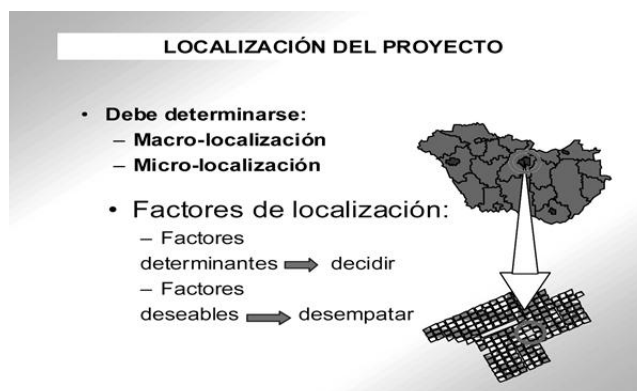 LOCALIZACIÓN DEL PROYECTO
• Debe determinarse:
– Macro-localización
– Micro-localización
• Factores de localización:
– Factores
determinantes ➡ decidir
– Factores
deseables ➡ desempatar